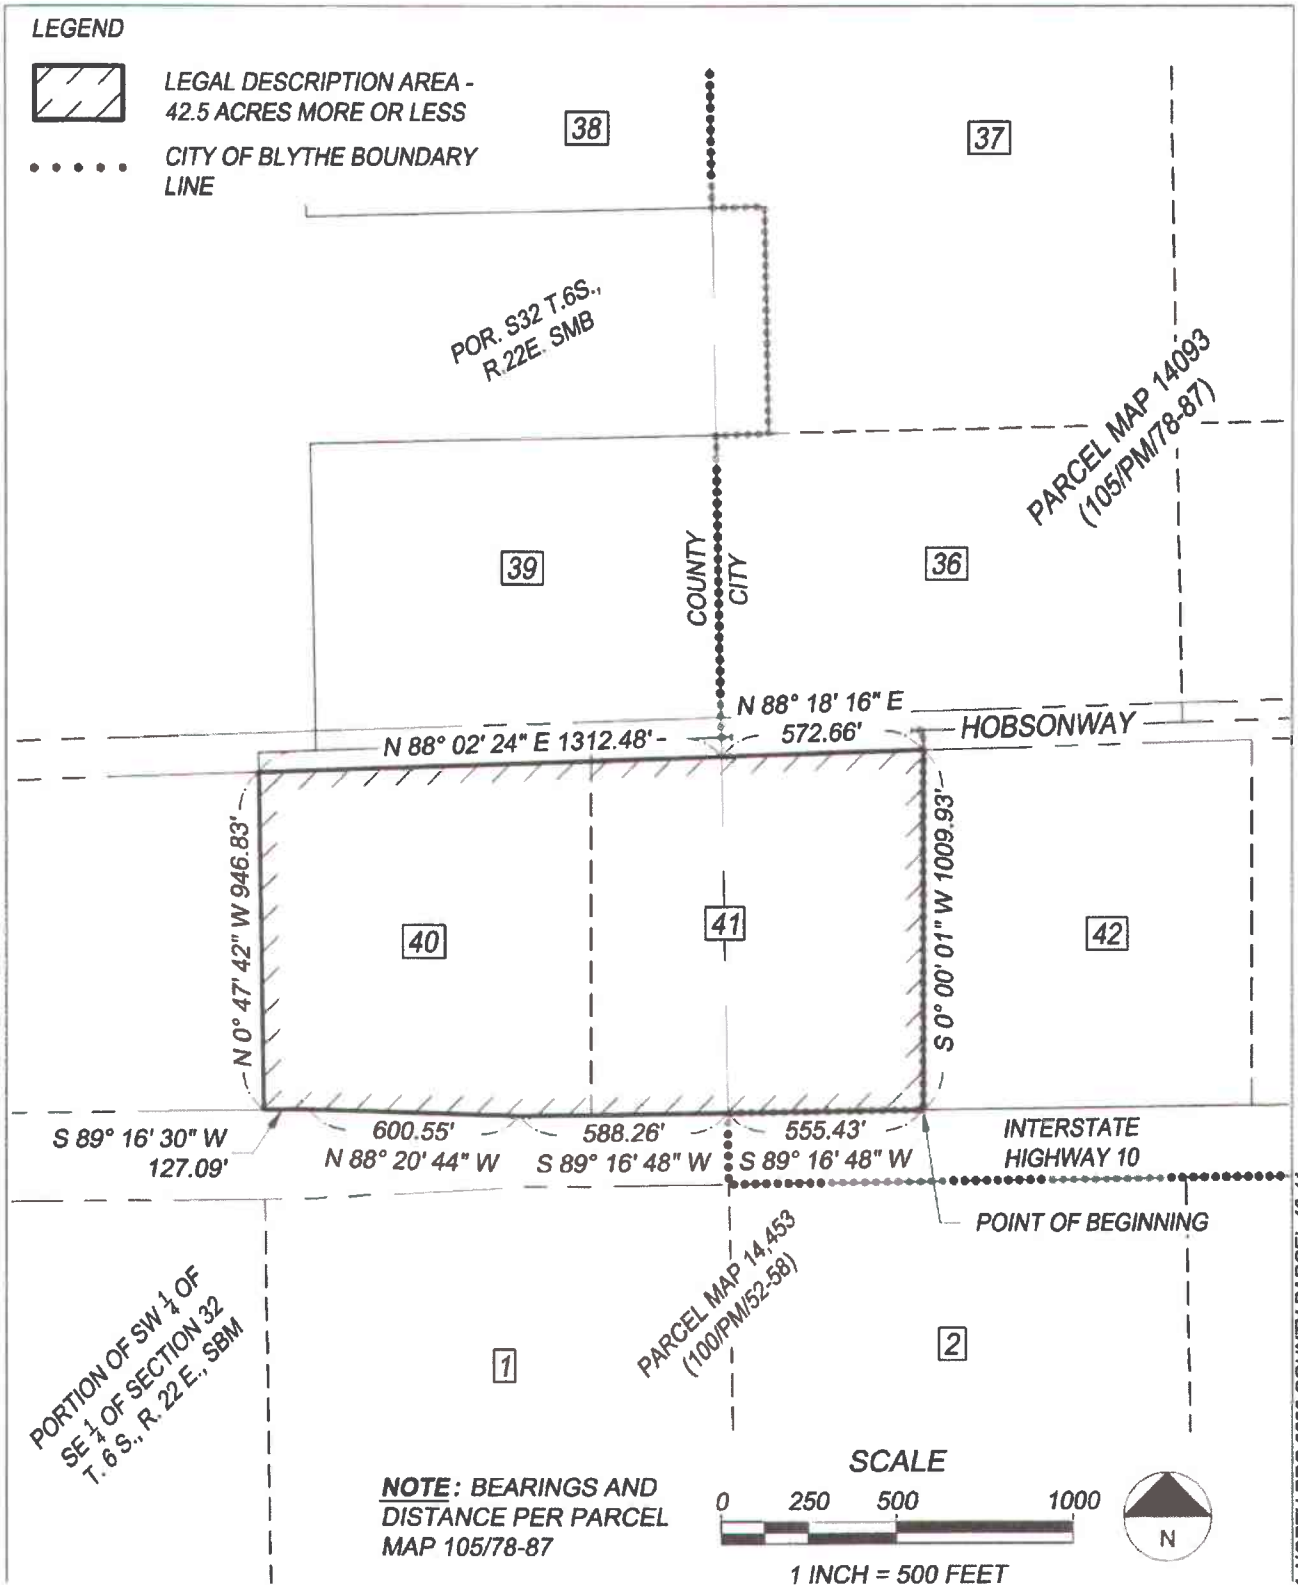 LEGEND
LEGAL DESCRIPTION AREA -
42.5 ACRES MORE OR LESS
CITY OF BLYTHE BOUNDARY
LINE
38
37
POR. S32 T.6S.,
R.22E. SMB
PARCEL MAP 14093
(105/PM/78-87)
39
COUNTY
CITY
36
N 88° 18' 16" E
572.66'
HOBSONWAY
N 88° 02' 24" E 1312.48'
N 0° 47' 42" W 946.83'
S 0° 00' 01" W 1009.93'
40
41
42
S 89° 16' 30" W
127.09'
600.55'
N 88° 20' 44" W
588.26'
S 89° 16' 48" W
555.43'
S 89° 16' 48" W
INTERSTATE
HIGHWAY 10
POINT OF BEGINNING
PARCEL MAP 14,453
(100/PM/52-58)
PORTION OF SW 1/4 OF
SE 1/4 OF SECTION 32
T. 6 S., R. 22 E., SBM
1
2
NOTE: BEARINGS AND
DISTANCE PER PARCEL
MAP 105/78-87
SCALE
0 250 500 1000
1 INCH = 500 FEET
N